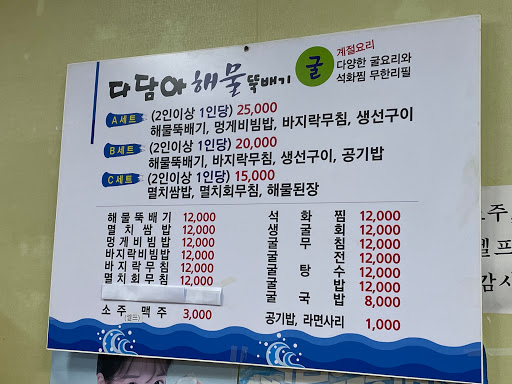 다담아 해물뚝배기
굴
계절요리
다양한 굴요리와
석화찜 무한리필
A세트 (2인이상 1인당) 25,000
해물뚝배기, 멍게비빔밥, 바지락무침, 생선구이
B세트 (2인이상 1인당) 20,000
해물뚝배기, 바지락무침, 생선구이, 공기밥
C세트 (2인이상 1인당) 15,000
멸치쌈밥, 멸치회무침, 해물된장
해물뚝배기 12,000
멸치쌈밥 12,000
멍게비빔밥 12,000
바지락비빔밥 12,000
바지락무침 12,000
멸치회무침 12,000
소주 맥주 3,000
(셀프)
석화찜 12,000
생굴회 12,000
굴무침 12,000
굴전 12,000
굴탕수 12,000
굴밥 12,000
굴국밥 8,000
공기밥, 라면사리 1,000
주,
셀프
감사